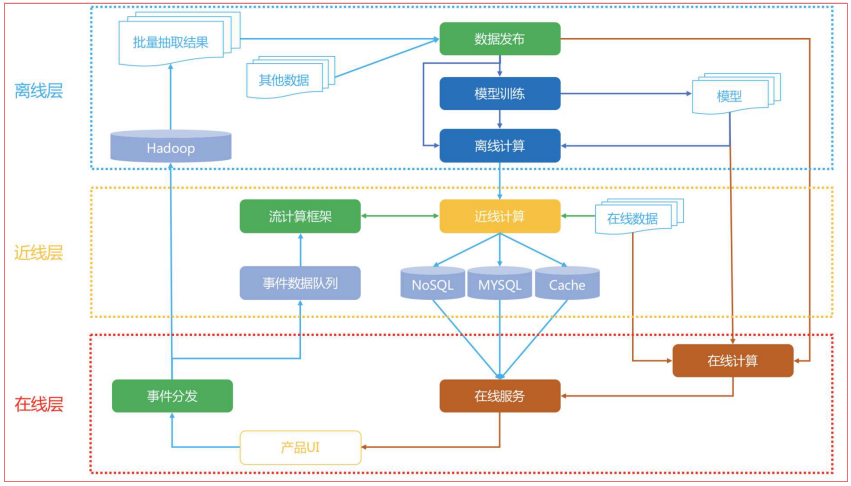 离线层
批量抽取结果
数据发布
其他数据
模型训练
模型
Hadoop
离线计算
近线层
流计算框架
近线计算
在线数据
事件数据队列
NoSQL
MYSQL
Cache
在线层
在线计算
事件分发
在线服务
产品UI